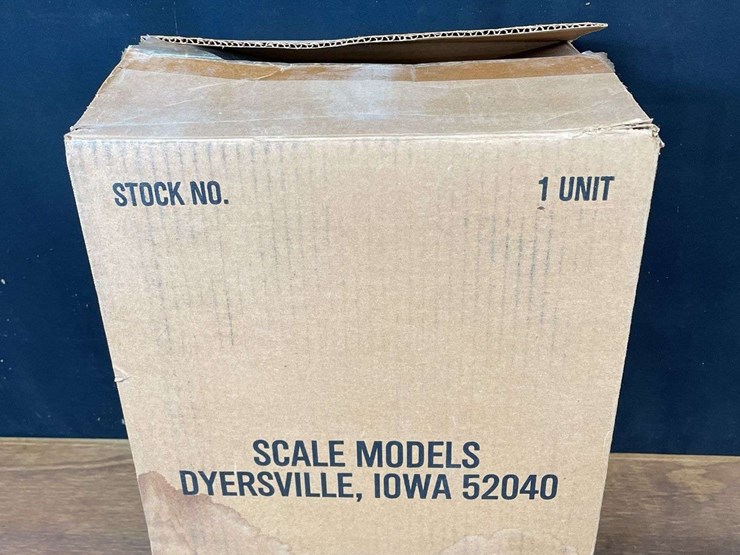 STOCK NO. 1 UNIT
SCALE MODELS
DYERSVILLE, IOWA 52040